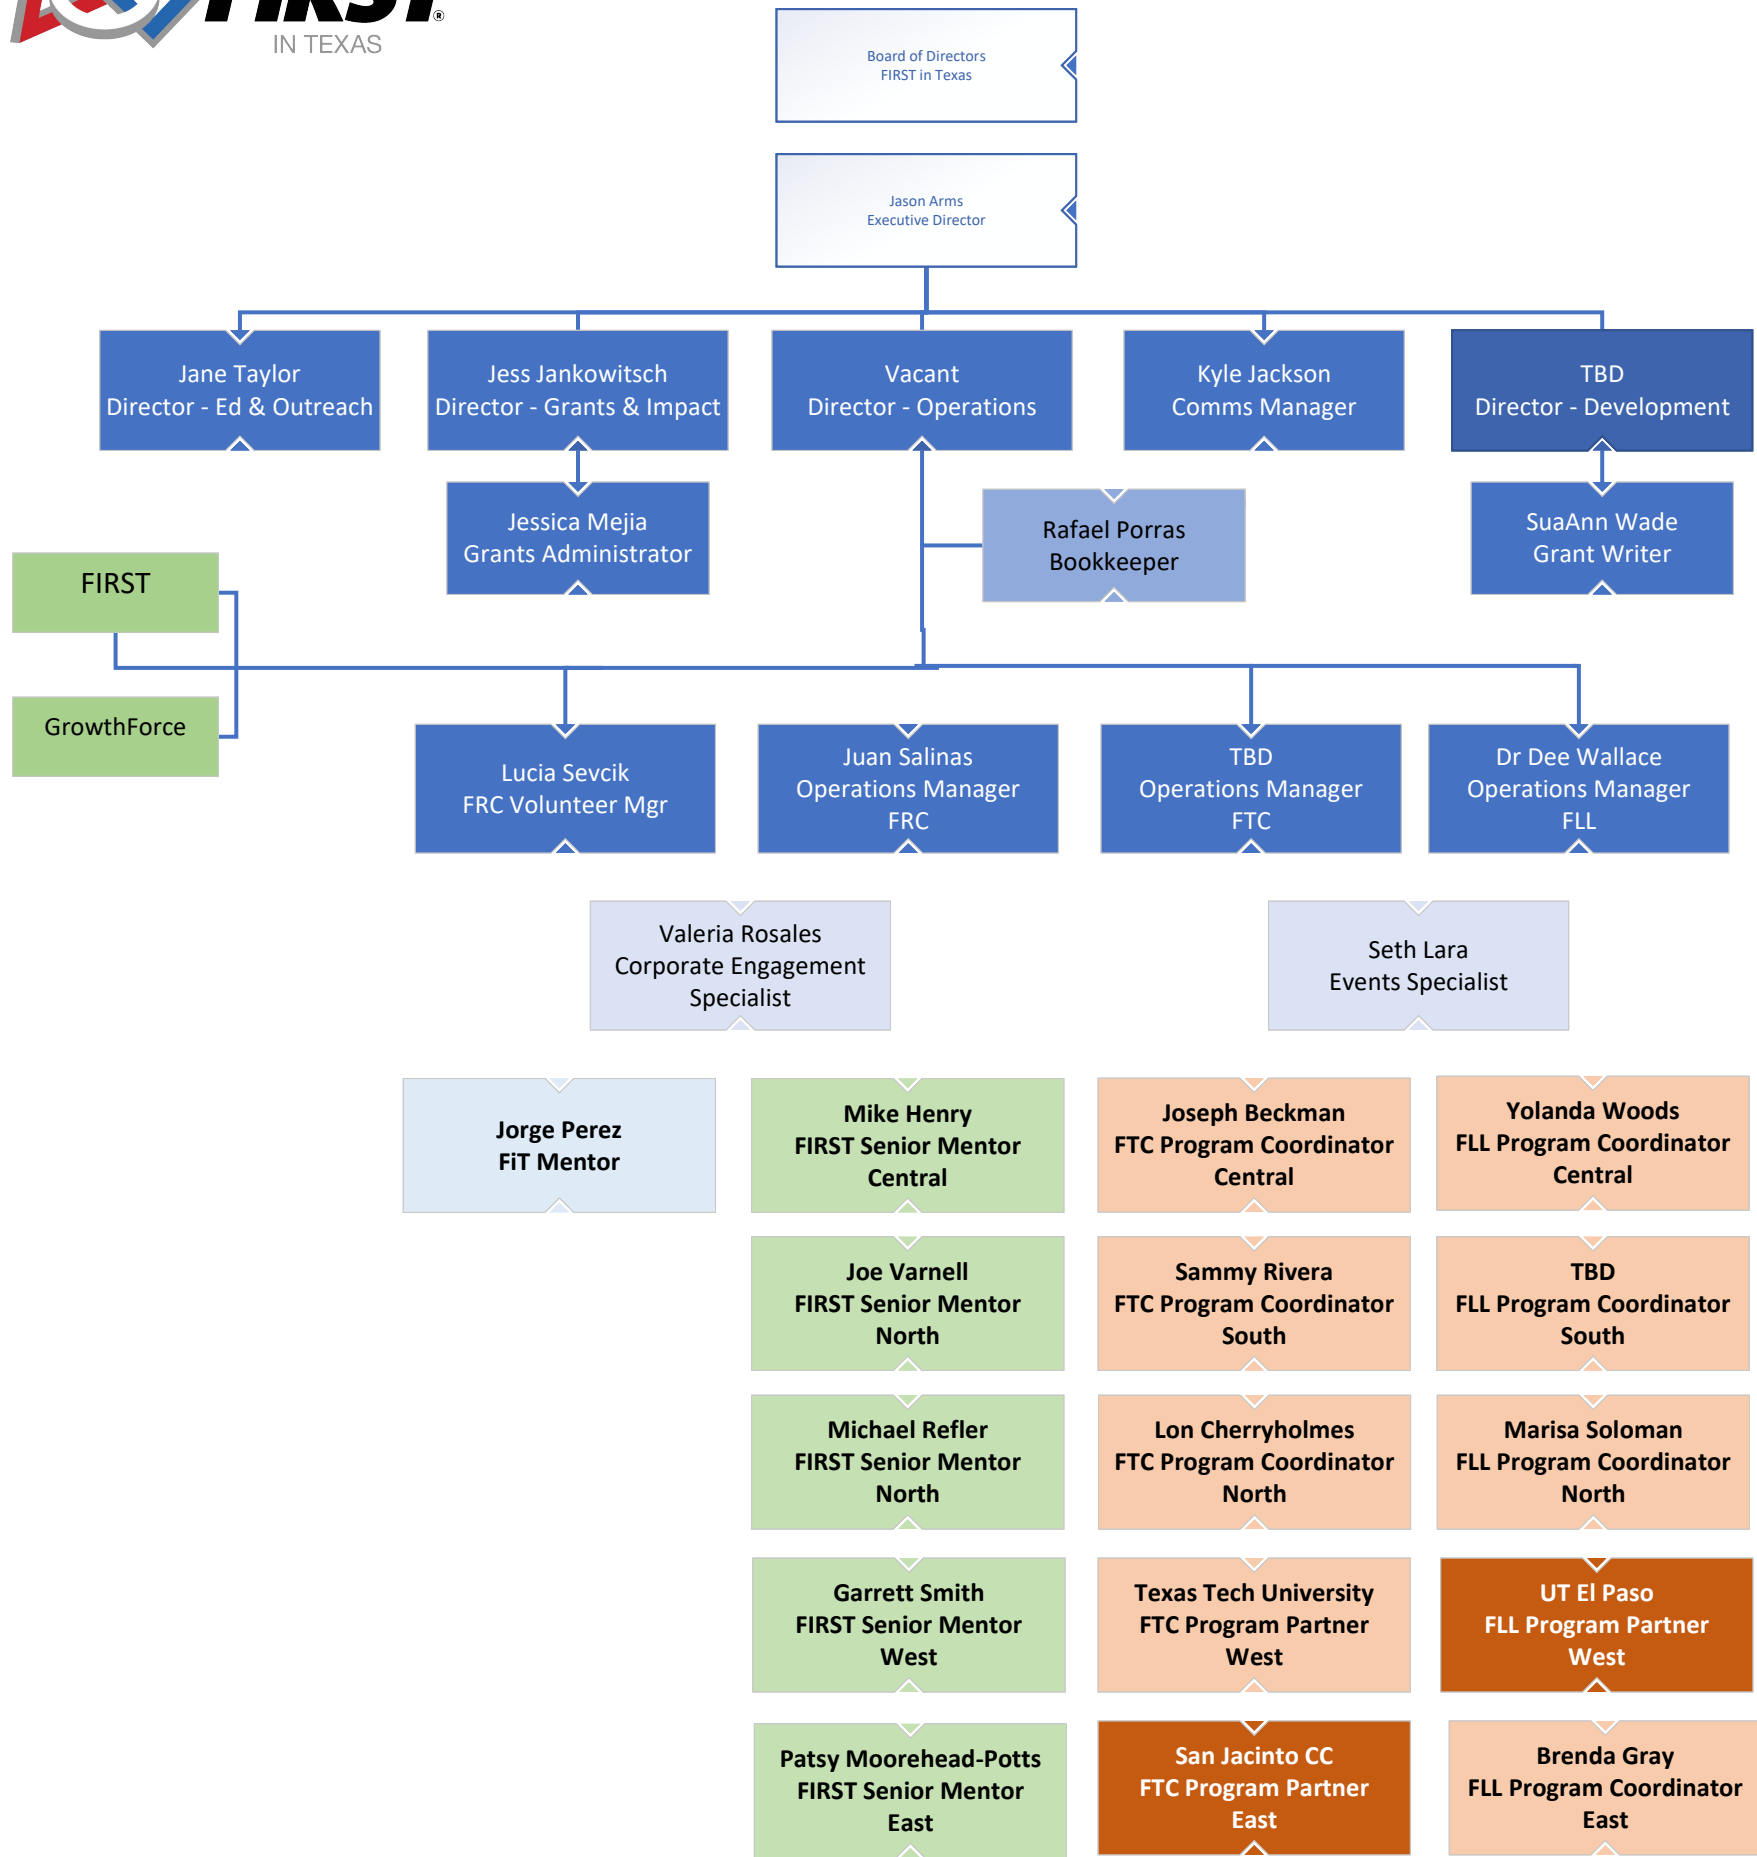 FIRST®
IN TEXAS
Board of Directors
FIRST in Texas
Jason Arms
Executive Director
Jane Taylor
Director - Ed & Outreach
Jess Jankowitsch
Director - Grants & Impact
Vacant
Director - Operations
Kyle Jackson
Comms Manager
TBD
Director - Development
Jessica Mejia
Grants Administrator
Rafael Porras
Bookkeeper
SuaAnn Wade
Grant Writer
FIRST
GrowthForce
Lucia Sevcik
FRC Volunteer Mgr
Juan Salinas
Operations Manager
FRC
TBD
Operations Manager
FTC
Dr Dee Wallace
Operations Manager
FLL
Valeria Rosales
Corporate Engagement
Specialist
Seth Lara
Events Specialist
Jorge Perez
FiT Mentor
Mike Henry
FIRST Senior Mentor
Central
Joseph Beckman
FTC Program Coordinator
Central
Yolanda Woods
FLL Program Coordinator
Central
Joe Varnell
FIRST Senior Mentor
North
Sammy Rivera
FTC Program Coordinator
South
TBD
FLL Program Coordinator
South
Michael Refler
FIRST Senior Mentor
North
Lon Cherryholmes
FTC Program Coordinator
North
Marisa Soloman
FLL Program Coordinator
North
Garrett Smith
FIRST Senior Mentor
West
Texas Tech University
FTC Program Partner
West
UT El Paso
FLL Program Partner
West
Patsy Moorehead-Potts
FIRST Senior Mentor
East
San Jacinto CC
FTC Program Partner
East
Brenda Gray
FLL Program Coordinator
East